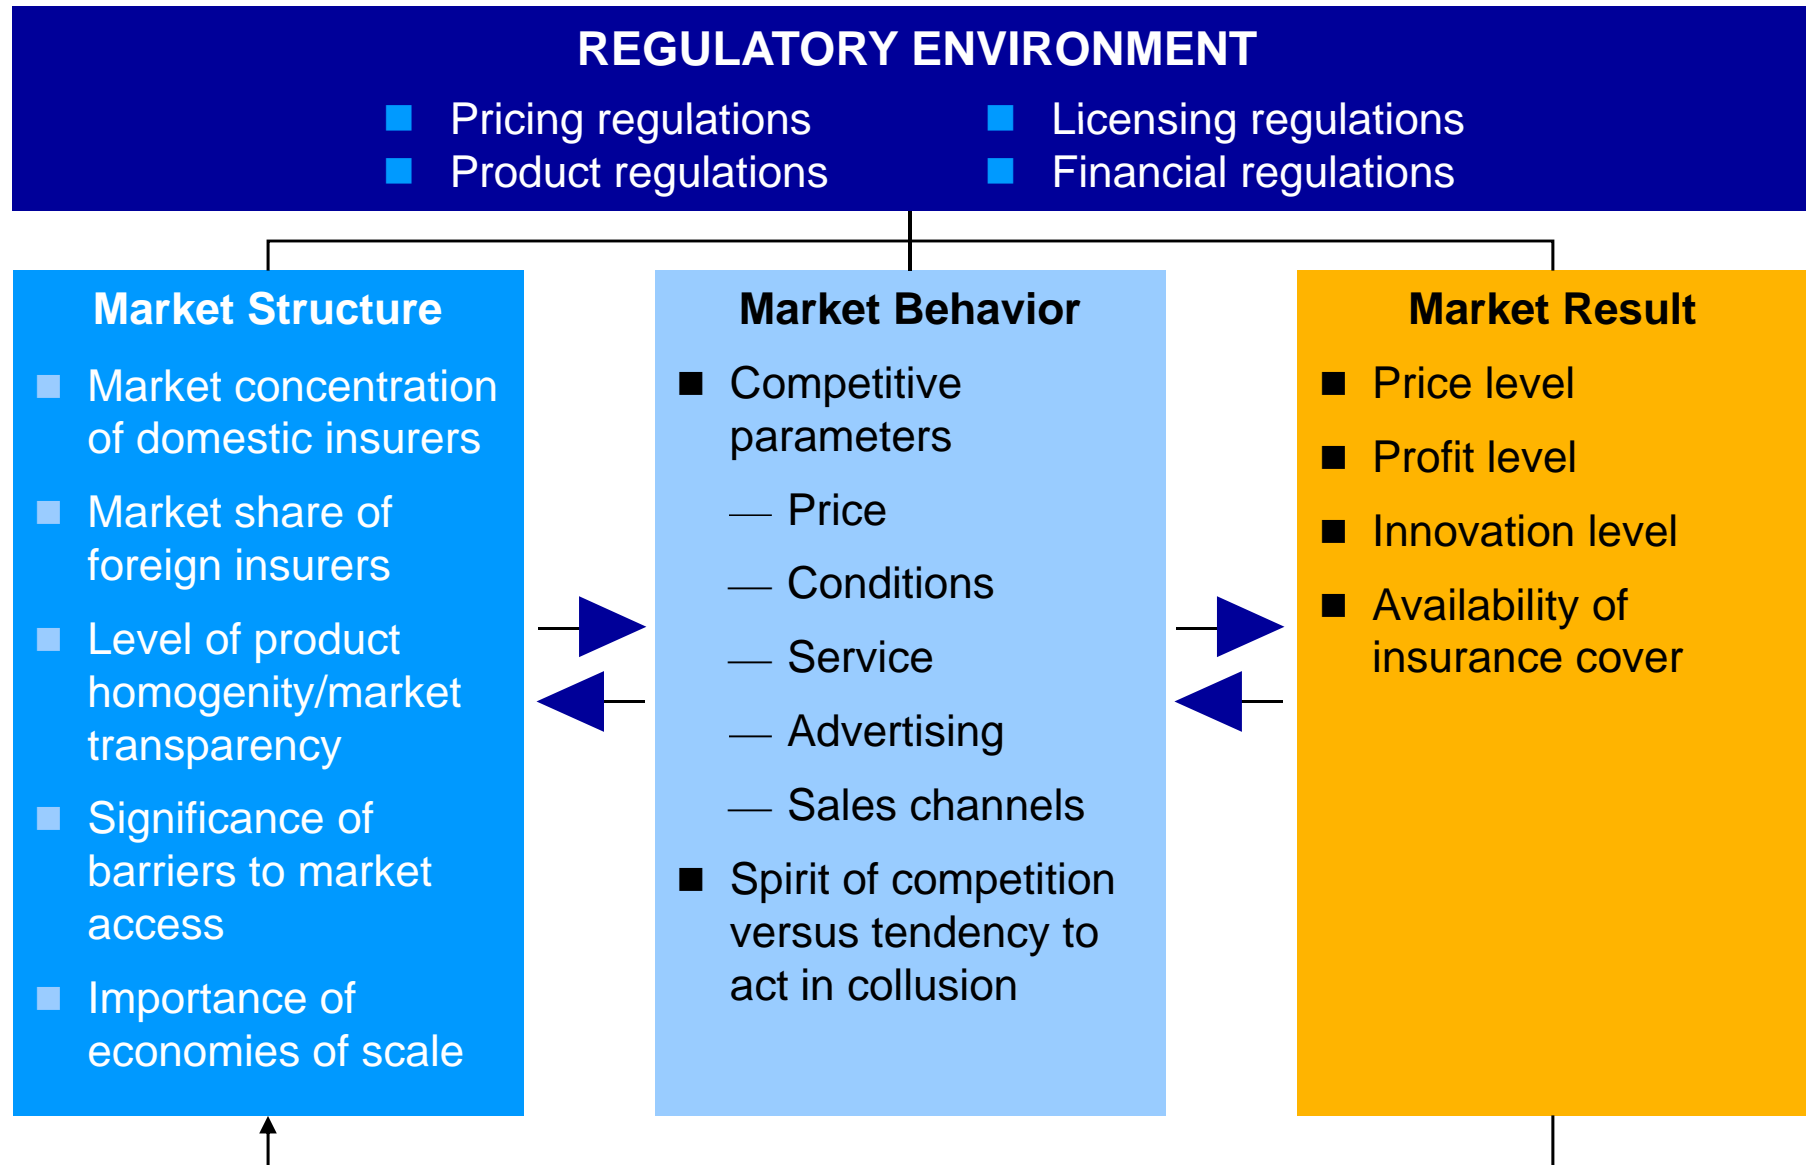 REGULATORY ENVIRONMENT
Pricing regulations
Product regulations
Licensing regulations
Financial regulations
Market Structure
Market concentration
of domestic insurers
Market share of
foreign insurers
Level of product
homogenity/market
transparency
Significance of
barriers to market
access
Importance of
economies of scale
Market Behavior
Competitive
parameters
— Price
— Conditions
— Service
— Advertising
— Sales channels
Spirit of competition
versus tendency to
act in collusion
Market Result
Price level
Profit level
Innovation level
Availability of
insurance cover